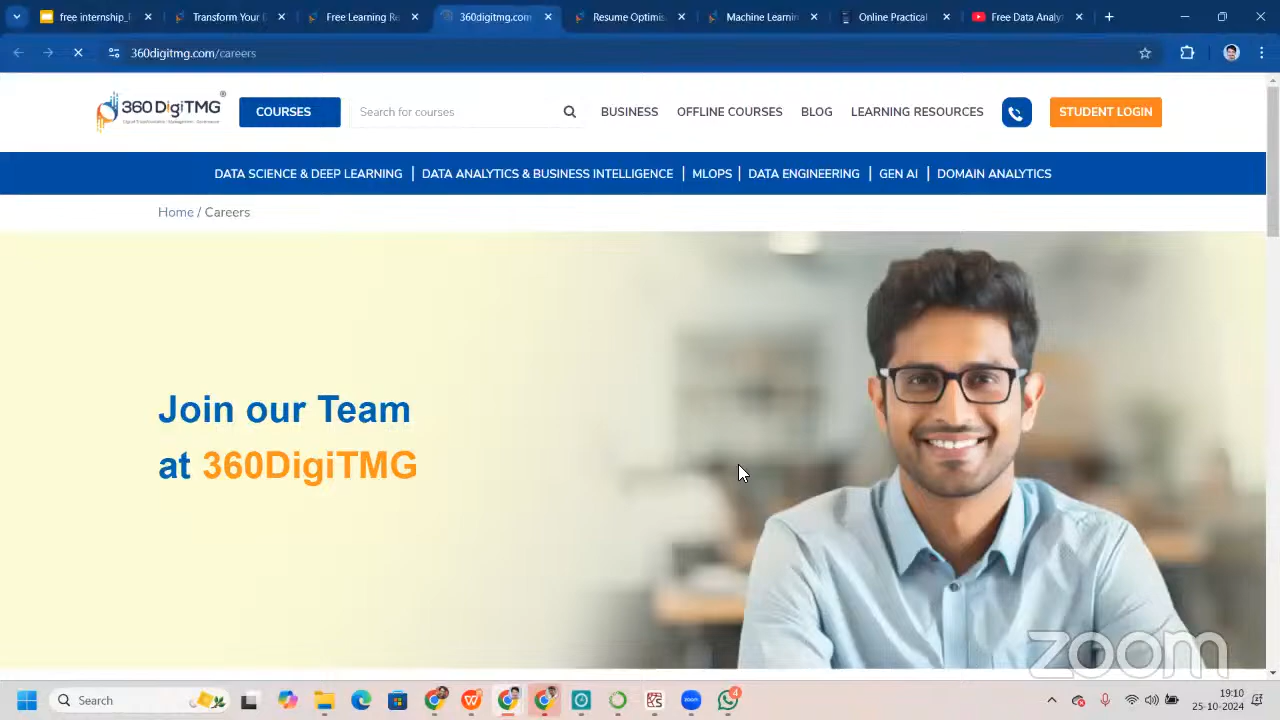 free internship_
Transform Your
Free Learning Re
360digitmg.com
Resume Optimis
Machine Learnin
Online Practical
Free Data Analy
360digitmg.com/careers
360 DigiTMG
COURSES
Search for courses
BUSINESS
OFFLINE COURSES
BLOG
LEARNING RESOURCES
STUDENT LOGIN
DATA SCIENCE & DEEP LEARNING
DATA ANALYTICS & BUSINESS INTELLIGENCE
MLOPS
DATA ENGINEERING
GEN AI
DOMAIN ANALYTICS
Home / Careers
Join our Team
at 360DigiTMG
zoom
Search
4
19:10
25-10-2024